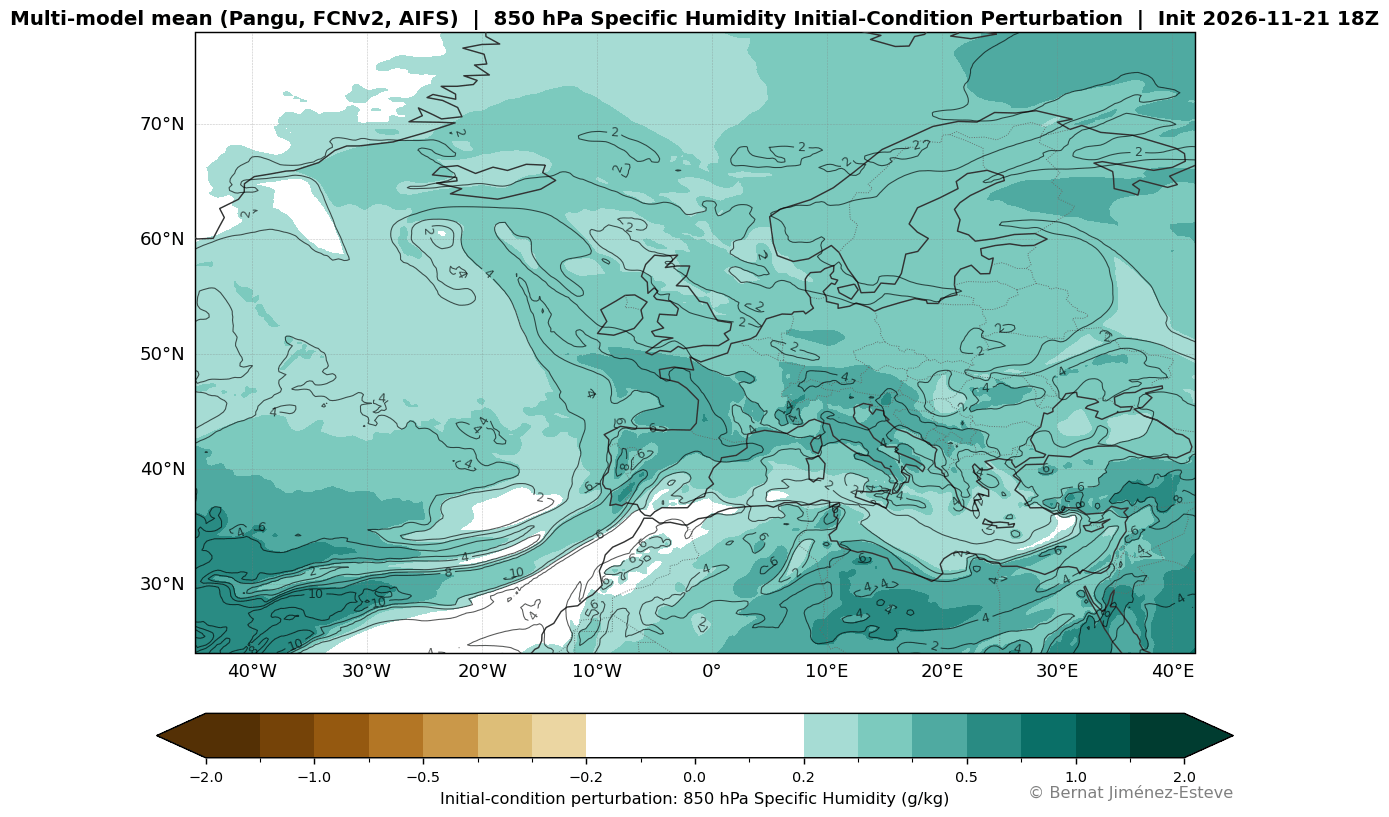 Multi-model mean (Pangu, FCNv2, AIFS) | 850 hPa Specific Humidity Initial-Condition Perturbation | Init 2026-11-21 18Z
70°N
60°N
50°N
40°N
30°N
40°W 30°W 20°W 10°W 0° 10°E 20°E 30°E 40°E
−2.0 −1.0 −0.5 −0.2 0.0 0.2 0.5 1.0 2.0
Initial-condition perturbation: 850 hPa Specific Humidity (g/kg)
© Bernat Jiménez-Esteve